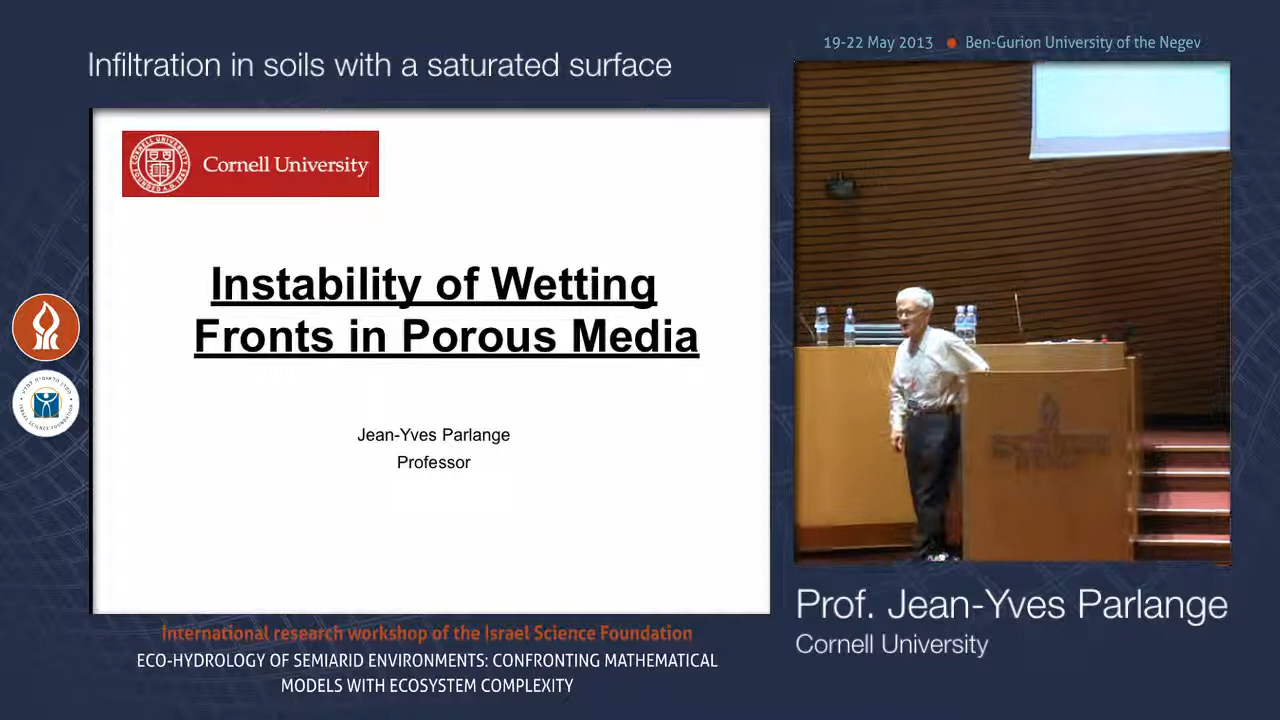 19-22 May 2013 ● Ben-Gurion University of the Negev
Infiltration in soils with a saturated surface
Cornell University
Instability of Wetting
Fronts in Porous Media
Jean-Yves Parlange
Professor
Prof. Jean-Yves Parlange
Cornell University
International research workshop of the Israel Science Foundation
ECO-HYDROLOGY OF SEMIARID ENVIRONMENTS: CONFRONTING MATHEMATICAL
MODELS WITH ECOSYSTEM COMPLEXITY